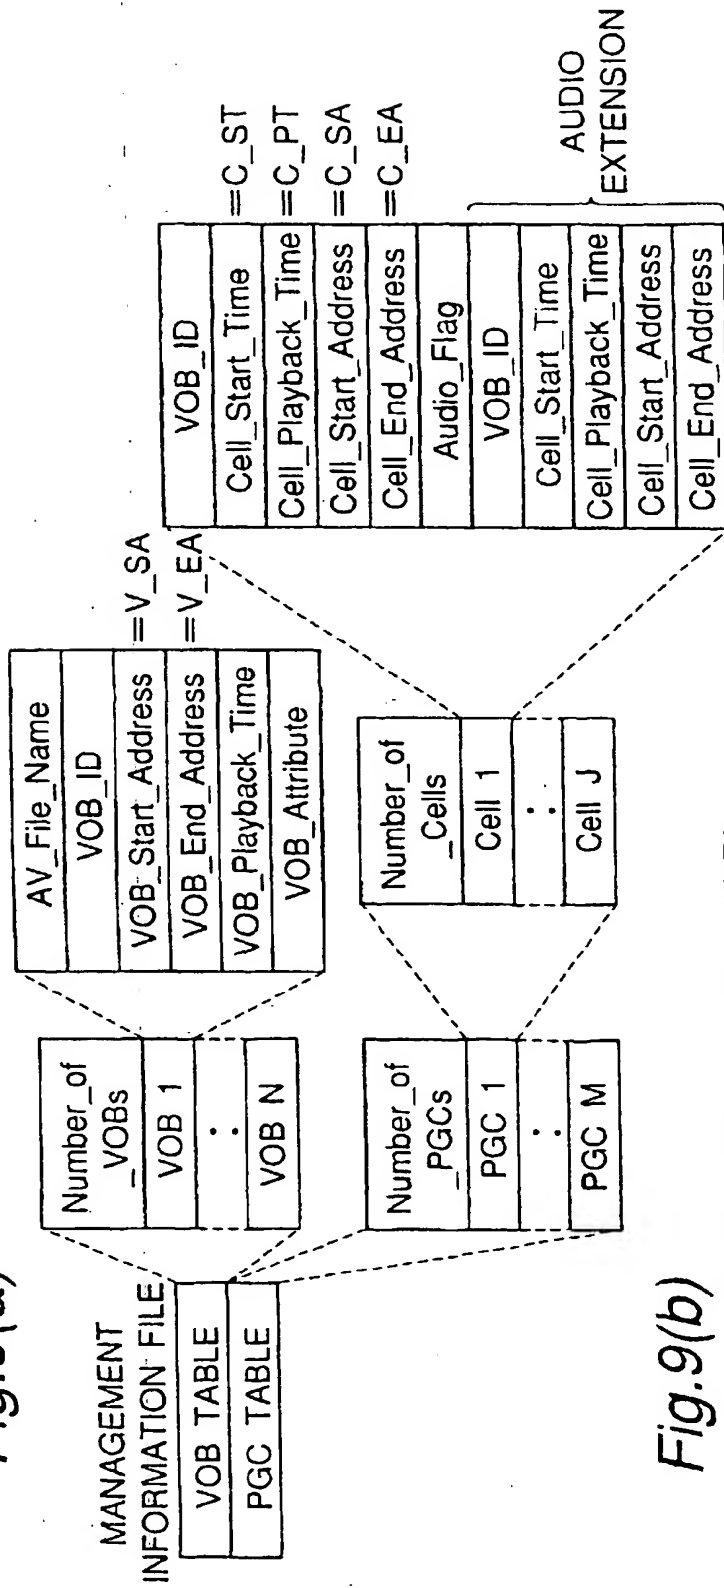 MANAGEMENT
INFORMATION FILE
VOB TABLE
PGC TABLE
Number_of
_VOBs
VOB 1
:
VOB N
AV_File_Name
VOB_ID
VOB_Start_Address
=V_SA
VOB_End_Address
=V_EA
VOB_Playback_Time
VOB_Attribute
Number_of
_PGCs
PGC 1
:
PGC M
Number_of
_Cells
Cell 1
:
Cell J
VOB_ID
Cell_Start_Time
=C_ST
Cell_Playback_Time
=C_PT
Cell_Start_Address
=C_SA
Cell_End_Address
=C_EA
Audio_Flag
VOB_ID
Cell_Start_Time
Cell_Playback_Time
Cell_Start_Address
Cell_End_Address
AUDIO
EXTENSION
Fig.9(b)